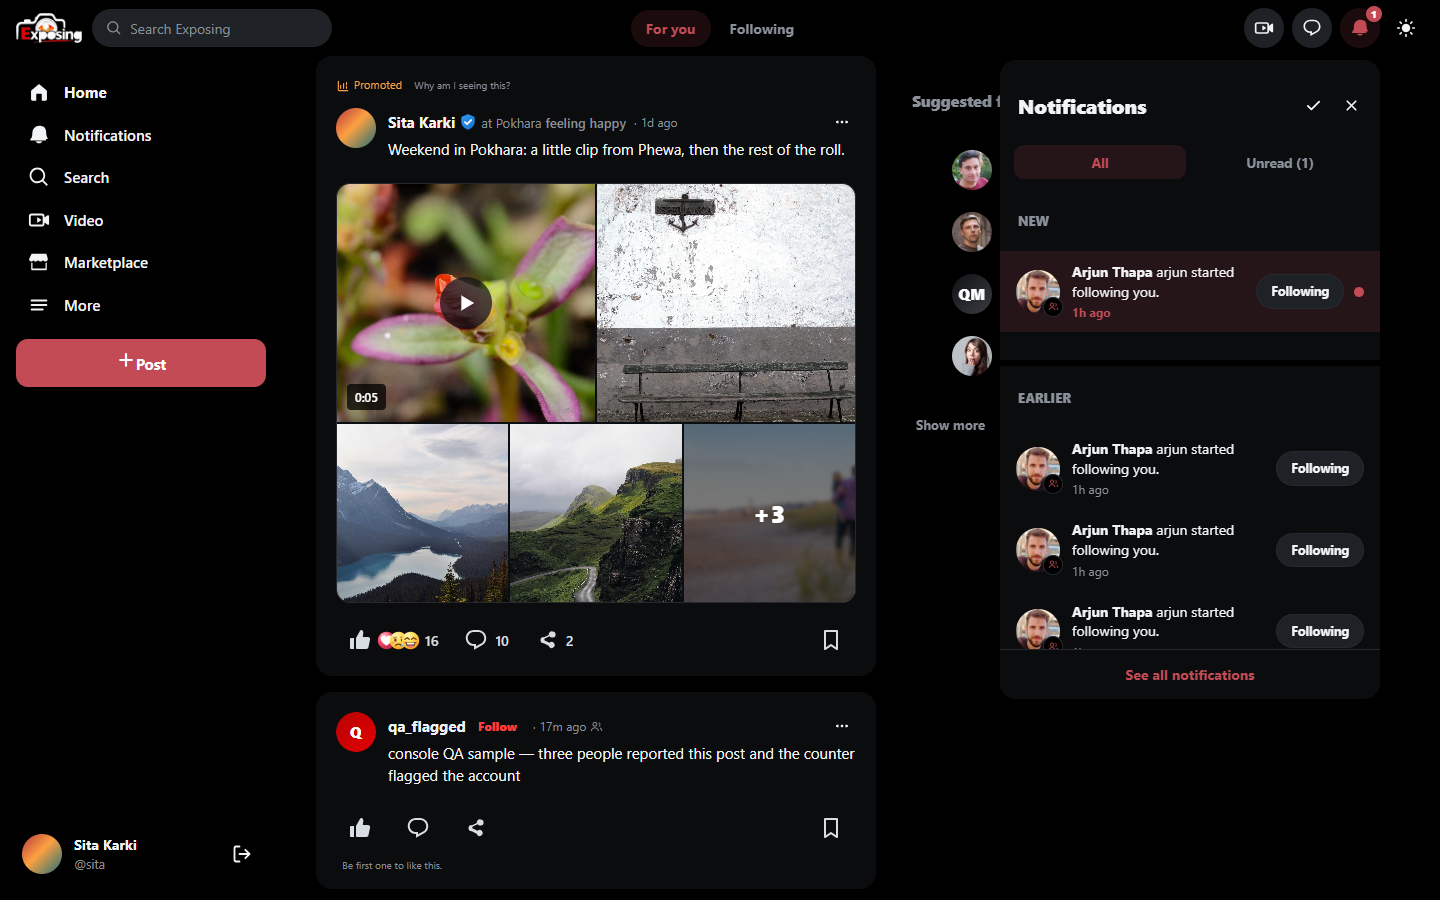 Exposing
Search Exposing
For you
Following
1
Home
Notifications
Search
Video
Marketplace
More
+ Post
Sita Karki
@sita
Promoted Why am I seeing this?
Sita Karki at Pokhara feeling happy · 1d ago
Weekend in Pokhara: a little clip from Phewa, then the rest of the roll.
0:05
+3
16
10
2
qa_flagged Follow · 17m ago
Q
console QA sample — three people reported this post and the counter
flagged the account
Be first one to like this.
Suggested f
QM
Show more
Notifications
All
Unread (1)
NEW
Arjun Thapa arjun started
following you.
1h ago
Following
EARLIER
Arjun Thapa arjun started
following you.
1h ago
Following
Arjun Thapa arjun started
following you.
1h ago
Following
Arjun Thapa arjun started
following you.
Following
See all notifications